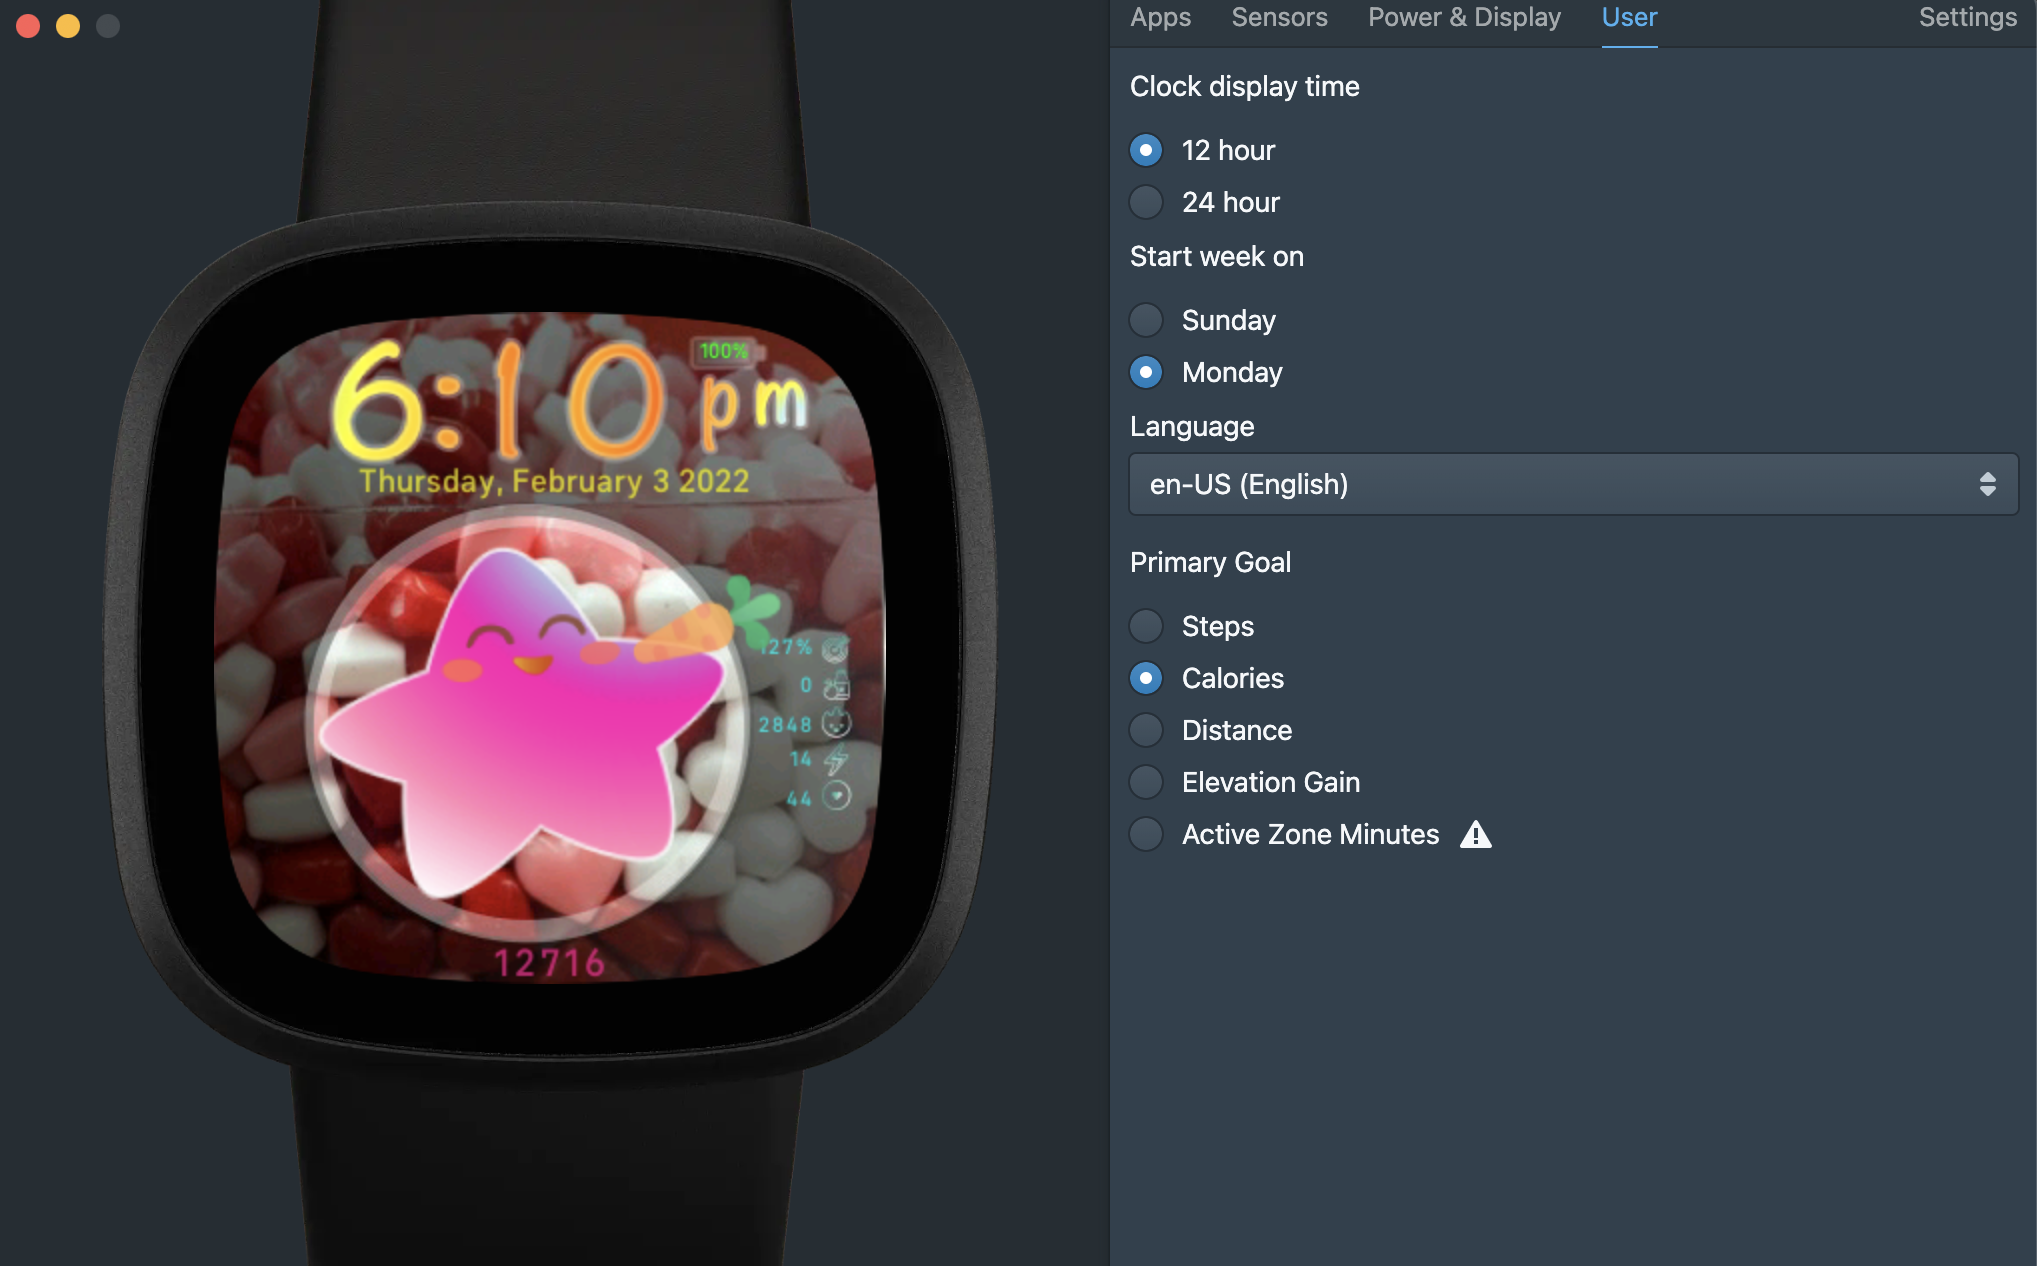 Apps Sensors Power & Display User Settings
100%
6:10 pm
Thursday, February 3 2022
127%
0
2848
14
44
12716
Clock display time
12 hour
24 hour
Start week on
Sunday
Monday
Language
en-US (English)
Primary Goal
Steps
Calories
Distance
Elevation Gain
Active Zone Minutes